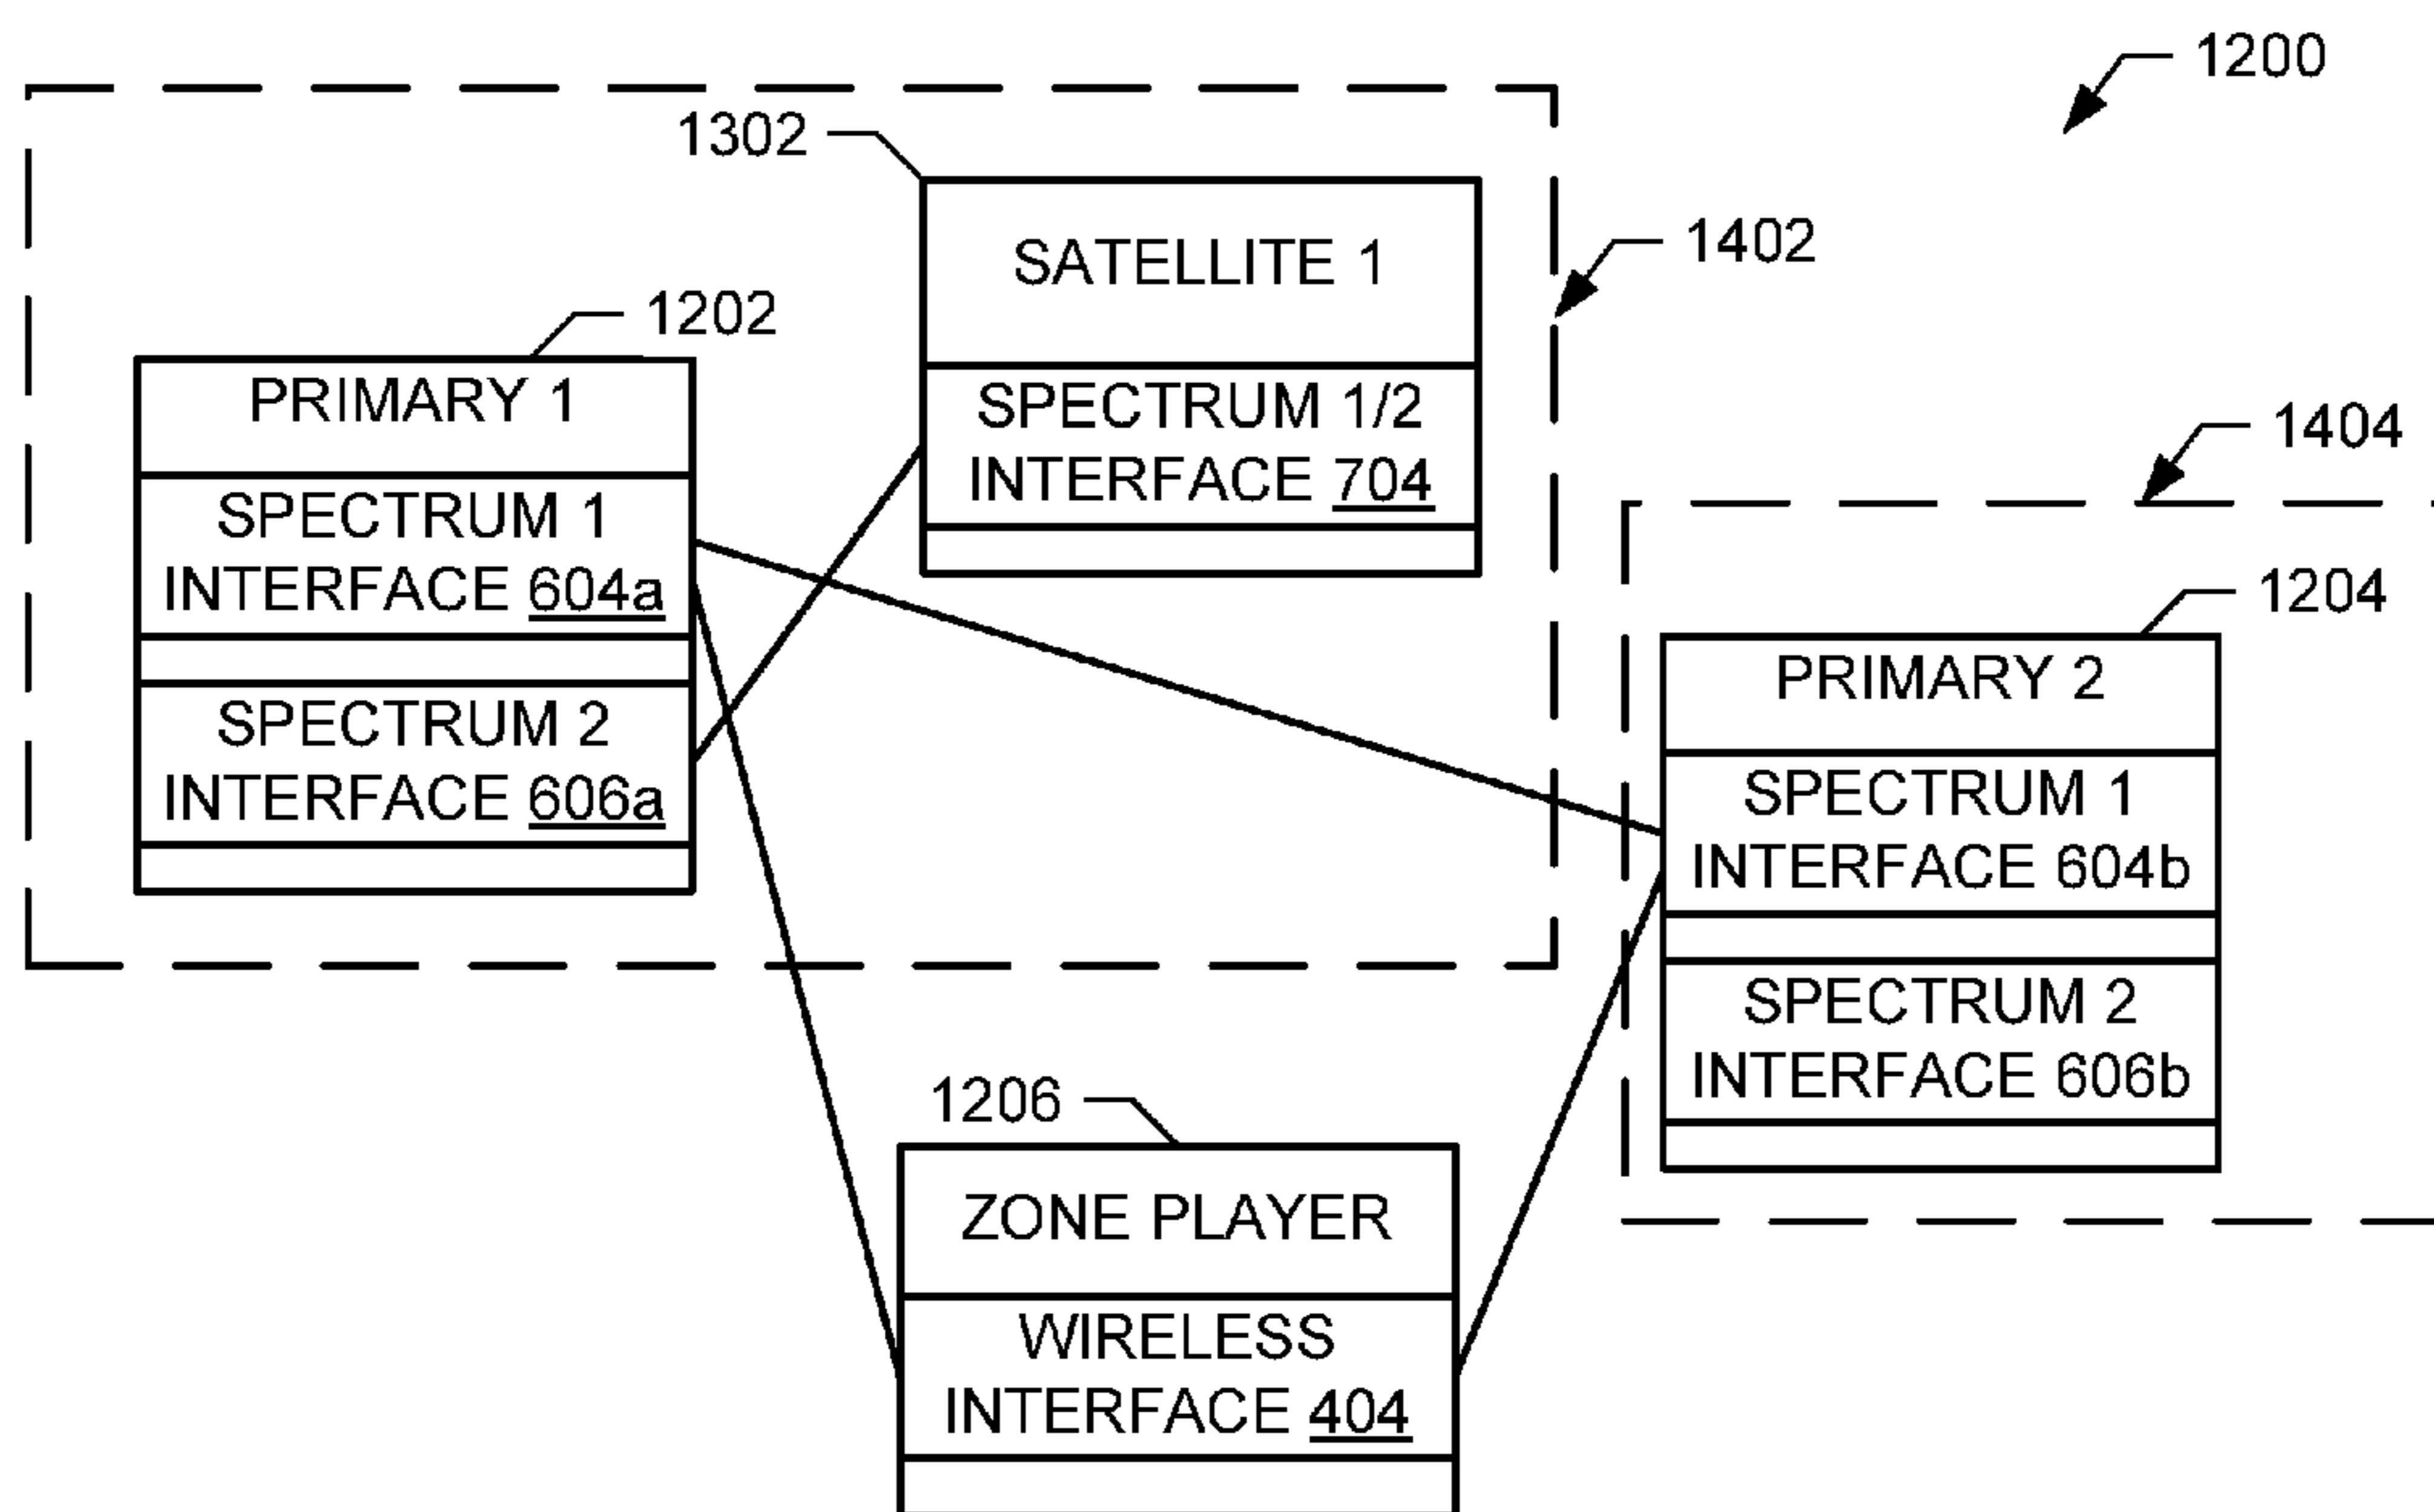 1200
1302
SATELLITE 1
1402
SPECTRUM 1/2
INTERFACE 704
1202
PRIMARY 1
SPECTRUM 1
INTERFACE 604a
SPECTRUM 2
INTERFACE 606a
1404
1204
PRIMARY 2
SPECTRUM 1
INTERFACE 604b
SPECTRUM 2
INTERFACE 606b
1206
ZONE PLAYER
WIRELESS
INTERFACE 404